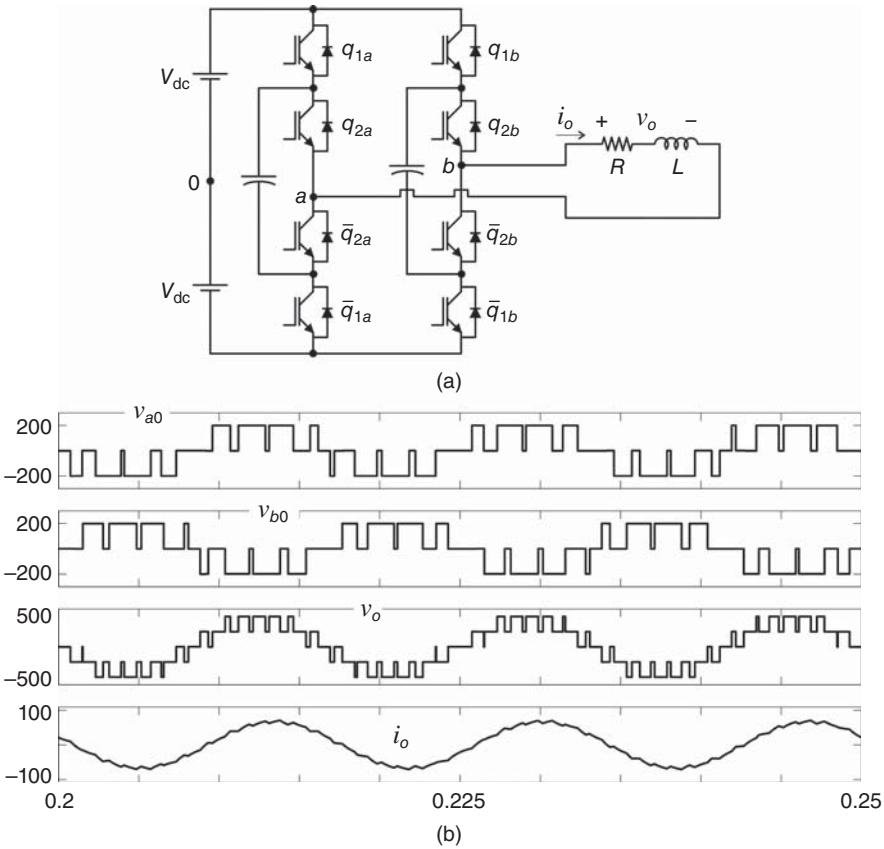 V_dc
q_1a
q_1b
q_2a
q_2b
i_o + v_o −
R L
b
0
a
q̄_2a
q̄_2b
V_dc
q̄_1a
q̄_1b
(a)
v_a0
200
−200
v_b0
200
−200
v_o
500
−500
100
i_o
−100
0.2 0.225 0.25
(b)